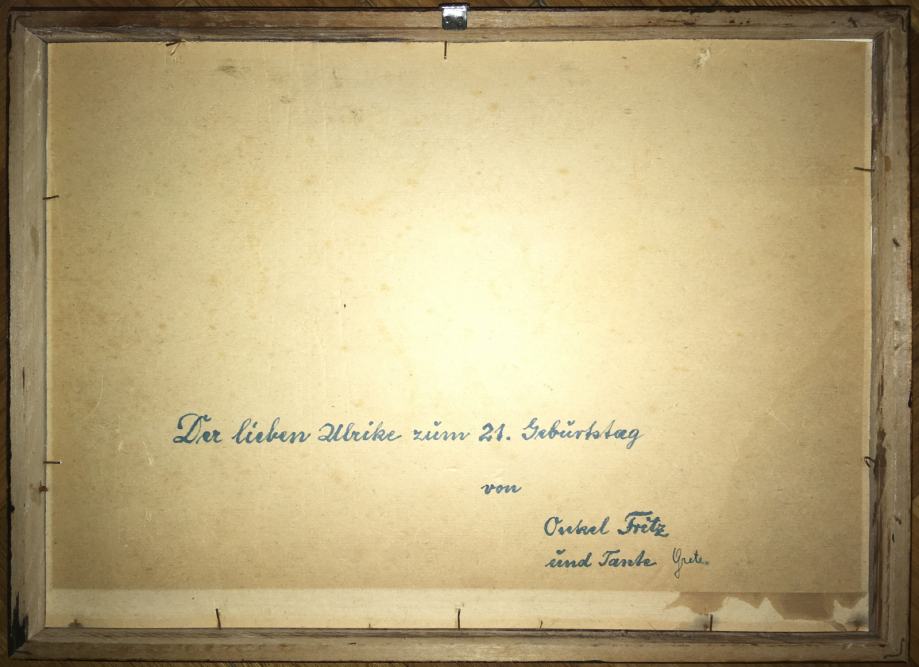 Der lieben Ulrike zum 21. Geburtstag
von
Onkel Fritz
und Tante Grete.